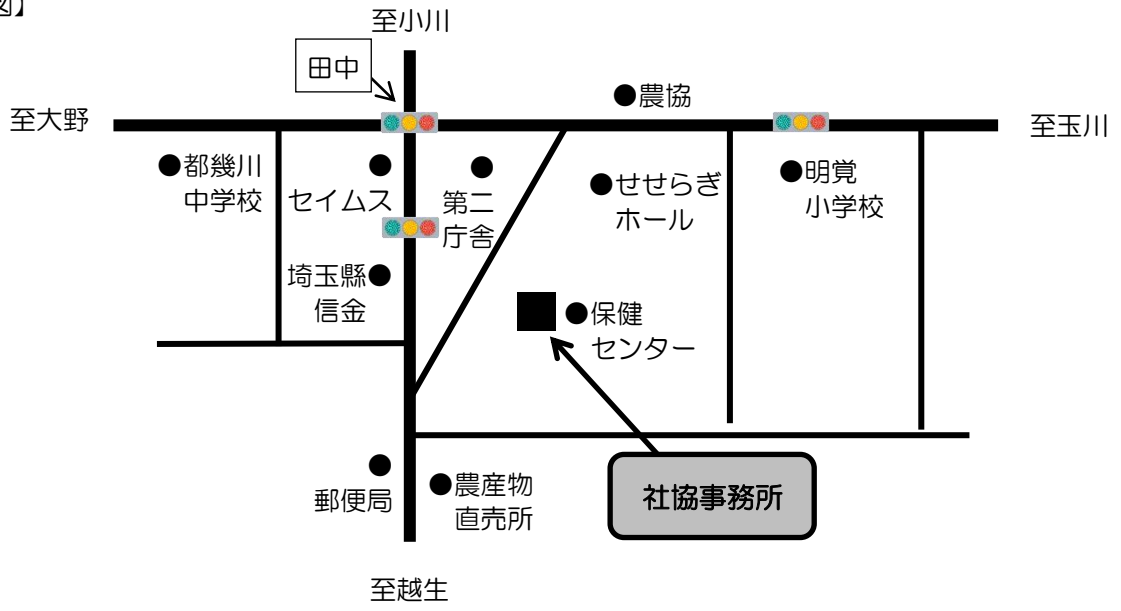 図】
至小川
田中
●農協
至大野
至玉川
●都幾川
中学校
セイムス
第二
庁舎
●せせらぎ
ホール
●明覚
小学校
埼玉縣●
信金
●保健
センター
郵便局
●農産物
直売所
社協事務所
至越生